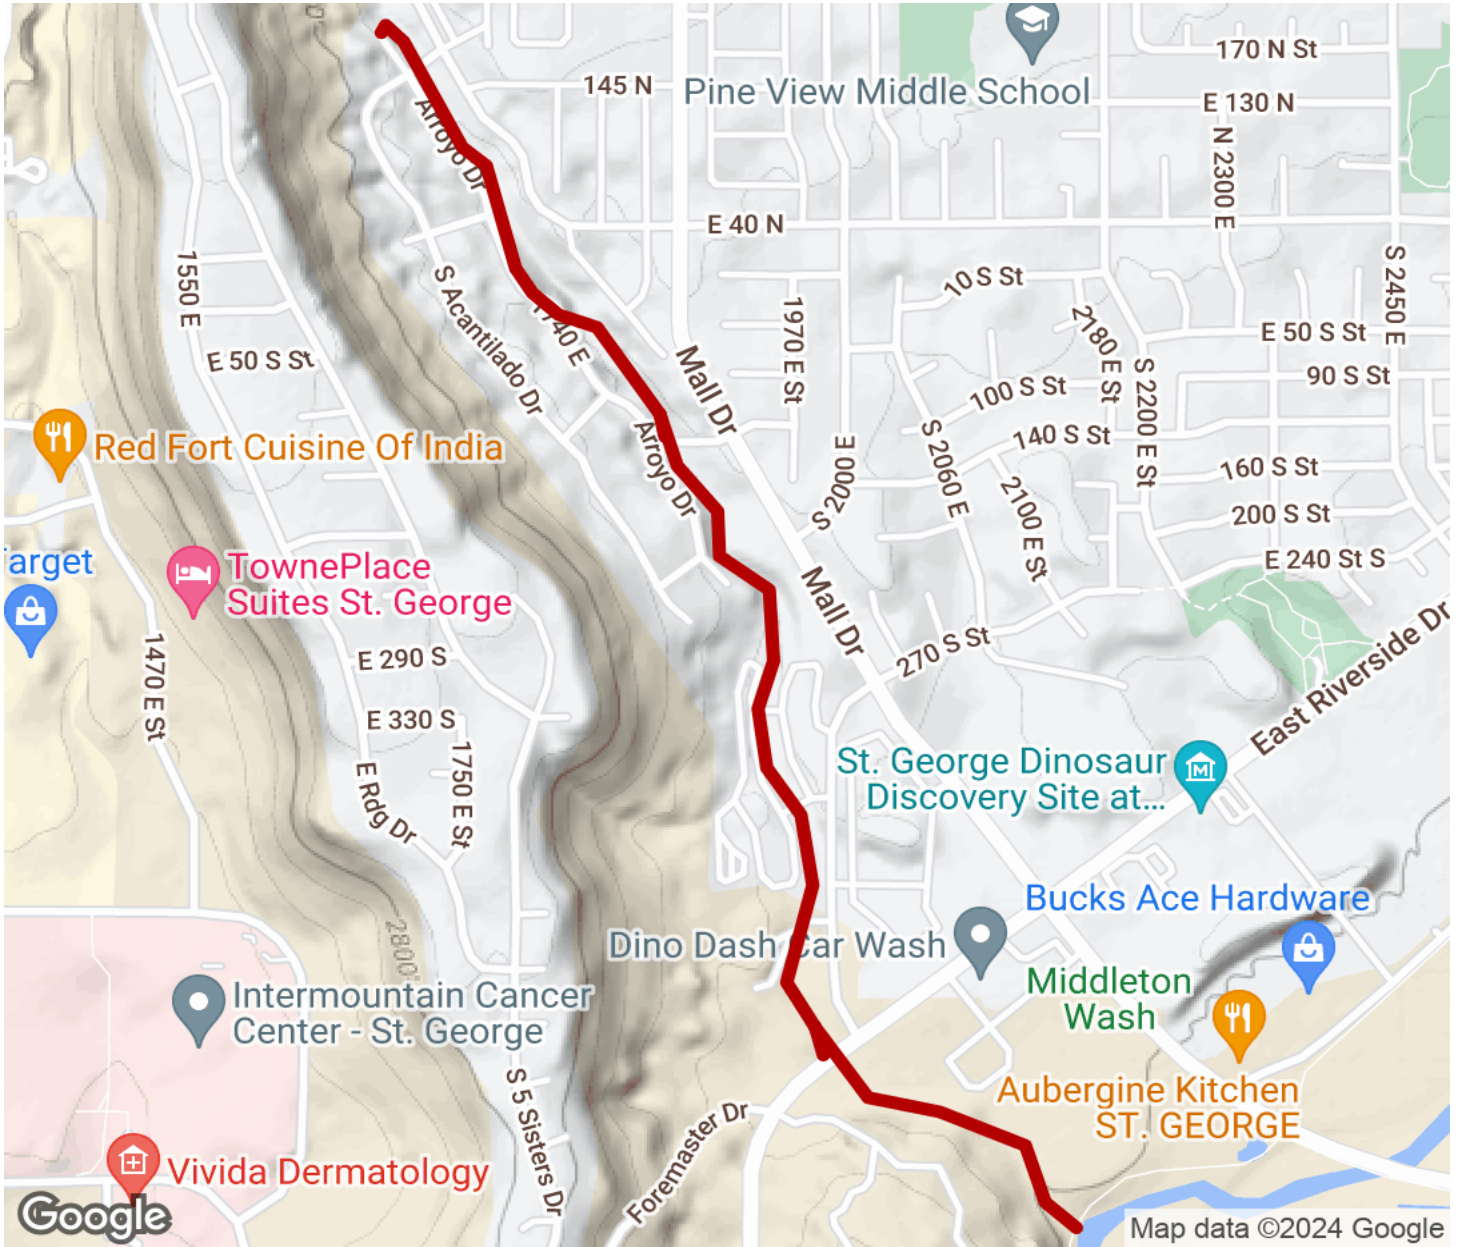 170 N St
145 N
Pine View Middle School
E 130 N
Arroyo Dr
N 2300 E
E 40 N
1550 E
S Acantilado Dr
10 S St
S 2450 E
1740 E
1970 E St
2180 E St
E 50 S St
E 50 S St
Mall Dr
S 2200 E St
90 S St
100 S St
Red Fort Cuisine Of India
Arroyo Dr
S 2000 E
S 2060 E
140 S St
160 S St
2100 E St
200 S St
arget
TownePlace
Suites St. George
Mall Dr
E 240 St S
1470 E St
E 290 S
270 S St
East Riverside Dr
E 330 S
1750 E St
E Rdg Dr
St. George Dinosaur
Discovery Site at...
Bucks Ace Hardware
2800'
Dino Dash Car Wash
Intermountain Cancer
Center - St. George
Middleton
Wash
S 5 Sisters Dr
Foremaster Dr
Aubergine Kitchen
ST. GEORGE
Vivida Dermatology
Google
Map data ©2024 Google